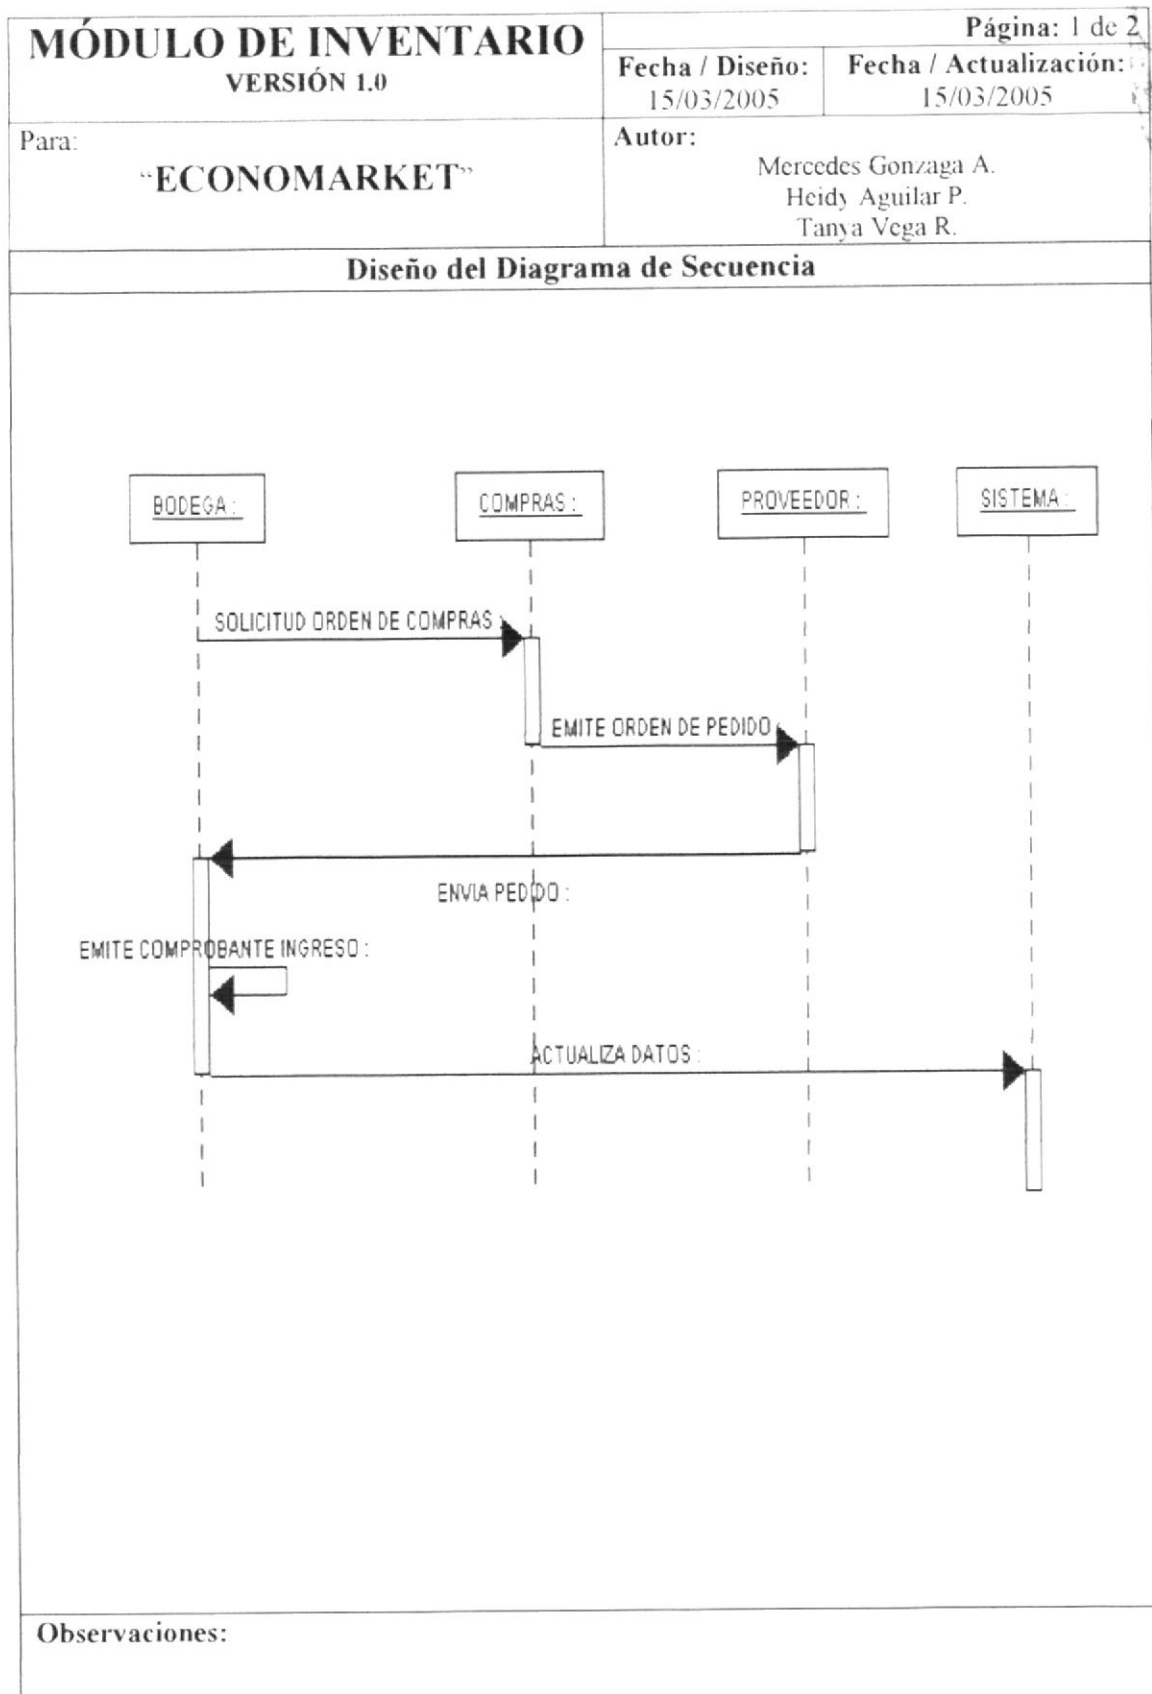 MÓDULO DE INVENTARIO
VERSIÓN 1.0
Página: 1 de 2
Fecha / Diseño:
15/03/2005
Fecha / Actualización:
15/03/2005
Para:
“ECONOMARKET”
Autor:
Mercedes Gonzaga A.
Heidy Aguilar P.
Tanya Vega R.
Diseño del Diagrama de Secuencia
BODEGA :
COMPRAS :
PROVEEDOR :
SISTEMA :
SOLICITUD ORDEN DE COMPRAS :
EMITE ORDEN DE PEDIDO :
ENVIA PEDIDO :
EMITE COMPROBANTE INGRESO :
ACTUALIZA DATOS :
Observaciones: